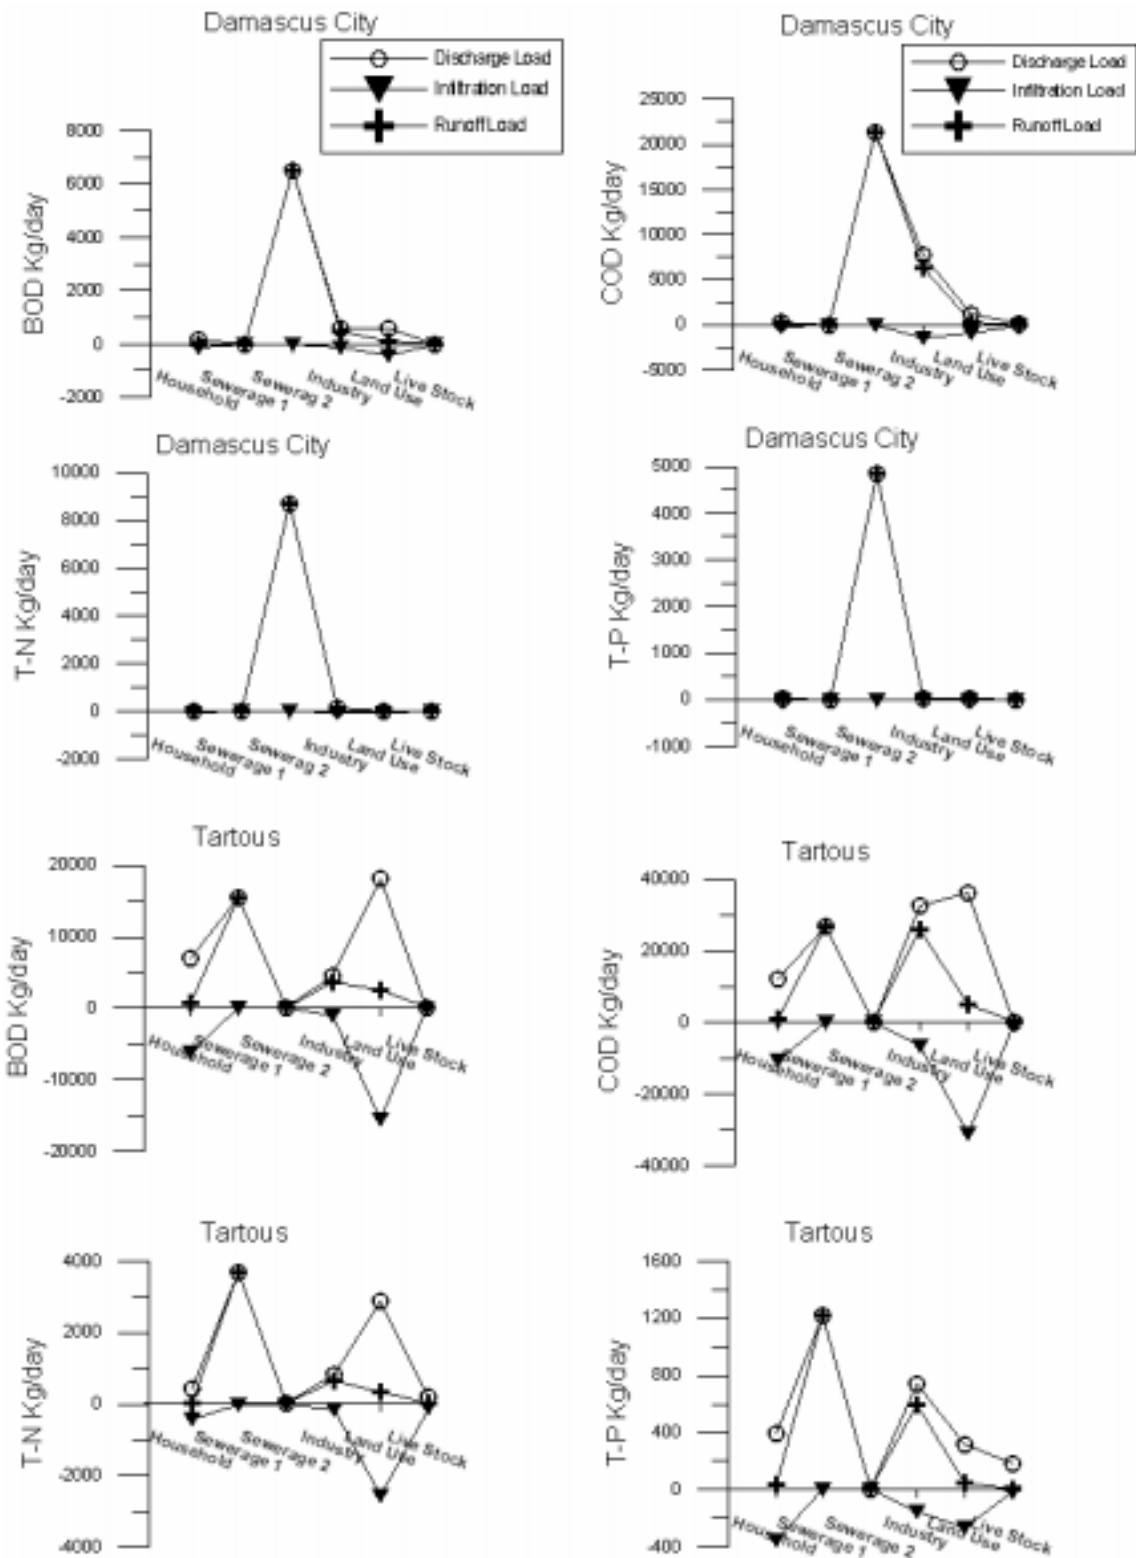 Damascus City
Discharge Load
Infiltration Load
Runoff Load
BOD Kg/day
8000
6000
4000
2000
0
-2000
Household
Sewerage 1
Sewerag 2
Industry
Land Use
Live Stock
Damascus City
Discharge Load
Infiltration Load
Runoff Load
COD Kg/day
25000
20000
15000
10000
5000
0
-5000
Household
Sewerage 1
Sewerag 2
Industry
Land Use
Live Stock
Damascus City
T-N Kg/day
10000
8000
6000
4000
2000
0
-2000
Household
Sewerage 1
Sewerag 2
Industry
Land Use
Live Stock
Damascus City
T-P Kg/day
5000
4000
3000
2000
1000
0
-1000
Household
Sewerage 1
Sewerag 2
Industry
Land Use
Live Stock
Tartous
BOD Kg/day
20000
10000
0
-10000
-20000
Household
Sewerage 1
Sewerage 2
Industry
Land Use
Live Stock
Tartous
COD Kg/day
40000
20000
0
-20000
-40000
Household
Sewerage 1
Sewerage 2
Industry
Land Use
Live Stock
Tartous
T-N Kg/day
4000
2000
0
-2000
-4000
Household
Sewerage 1
Sewerage 2
Industry
Land Use
Live Stock
Tartous
T-P Kg/day
1600
1200
800
400
0
-400
Household
Sewerage 1
Sewerage 2
Industry
Land Use
Live Stock